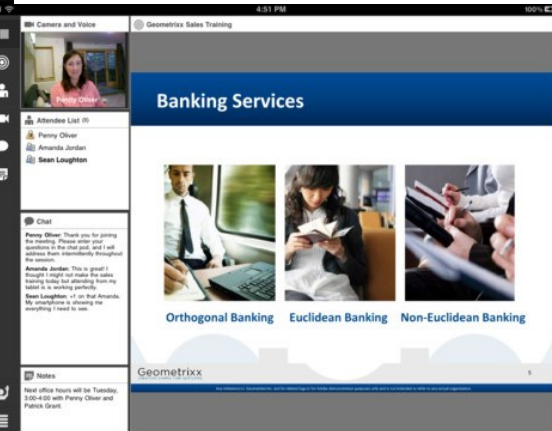 4:51 PM
100%
Camera and Voice
Penny Oliver
Attendee List (3)
Penny Oliver
Amanda Jordan
Sean Loughton
Chat
Penny Oliver: Thank you for joining
the meeting. Please enter your
questions in the chat pod, and I will
address them intermittently throughout
the session.
Amanda Jordan: This is great! I
thought I might not make the sales
training today but attending from my
tablet is is working perfectly.
Sean Loughton: +1 on that Amanda.
My smartphone is showing me
everything I need to see.
Notes
Next office hours will be Tuesday,
3:00-4:00 with Penny Oliver and
Patrick Grant.
Geometrixx Sales Training
Banking Services
Orthogonal Banking
Euclidean Banking
Non-Euclidean Banking
Geometrixx
5